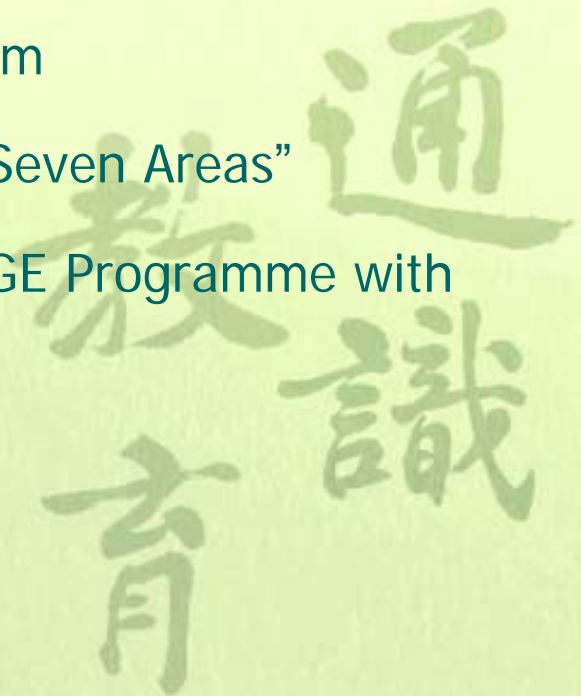 m
Seven Areas”
GE Programme with
通
識
教
育